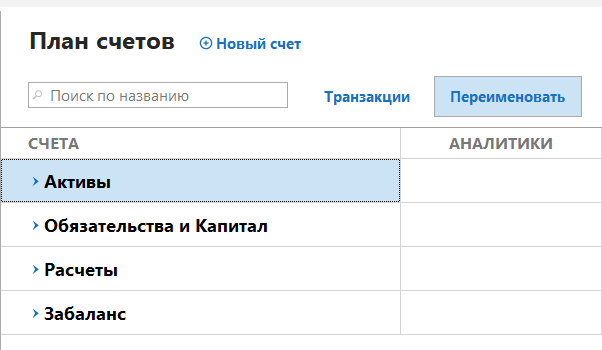 План счетов
Новый счет
Поиск по названию
Транзакции
Переименовать
СЧЕТА
АНАЛИТИКИ
Активы
Обязательства и Капитал
Расчеты
Забаланс